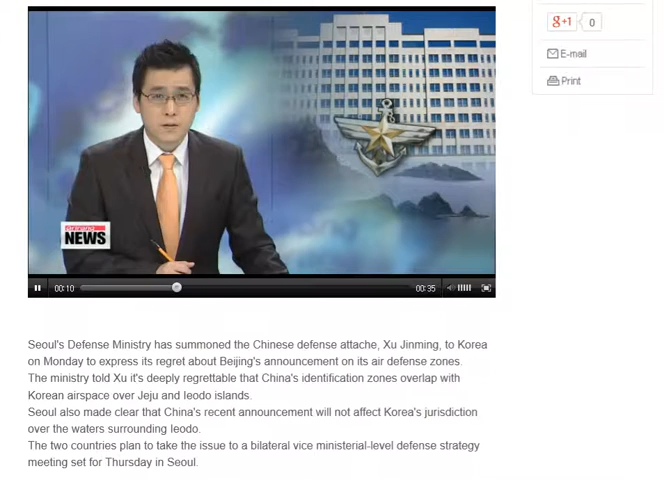 +1
0
E-mail
Print
NEWS
00:10
00:35
Seoul's Defense Ministry has summoned the Chinese defense attache, Xu Jinming, to Korea
on Monday to express its regret about Beijing's announcement on its air defense zones.
The ministry told Xu it's deeply regrettable that China's identification zones overlap with
Korean airspace over Jeju and Ieodo islands.
Seoul also made clear that China's recent announcement will not affect Korea's jurisdiction
over the waters surrounding Ieodo.
The two countries plan to take the issue to a bilateral vice ministerial-level defense strategy
meeting set for Thursday in Seoul.